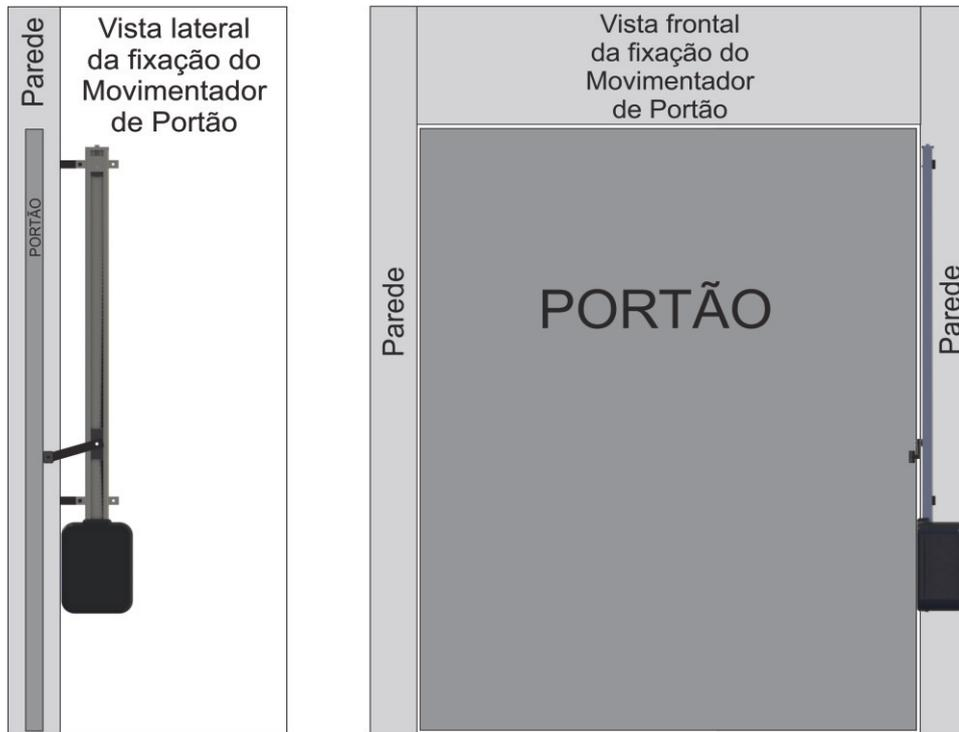 Parede
Vista lateral
da fixação do
Movimentador
de Portão
PORTÃO
Vista frontal
da fixação do
Movimentador
de Portão
Parede
PORTÃO
Parede